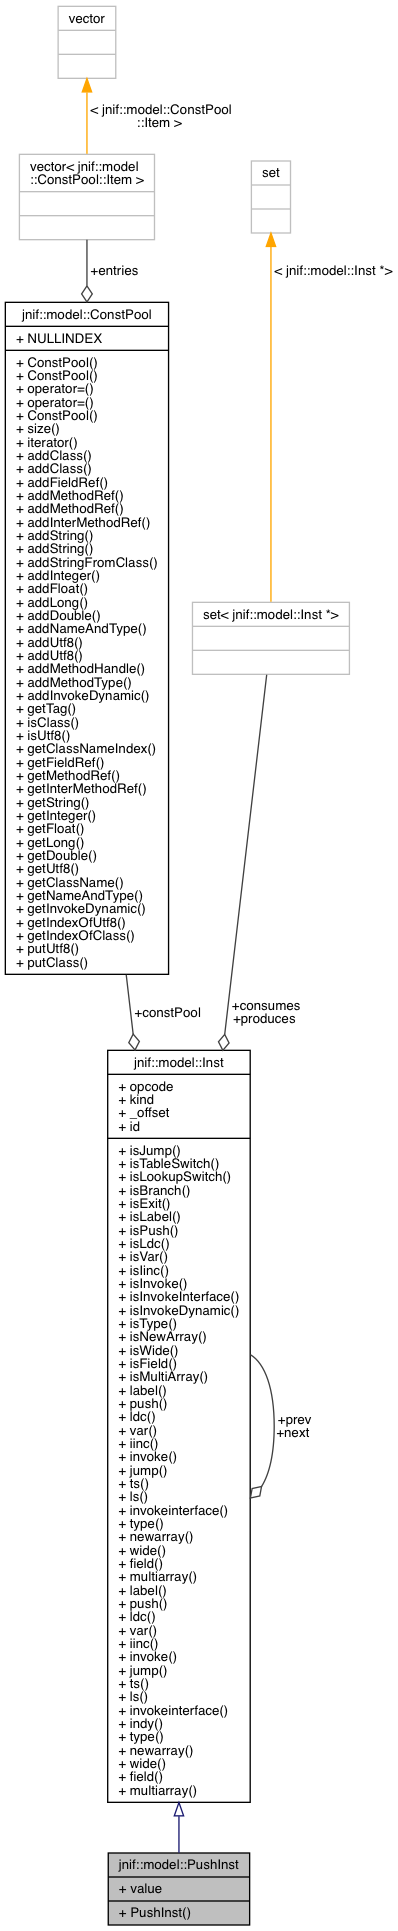 vector
< jnif::model::ConstPool
::Item >
vector< jnif::model
::ConstPool::Item >
set
+entries
< jnif::model::Inst *>
jnif::model::ConstPool
+ NULLINDEX
+ ConstPool()
+ ConstPool()
+ operator=()
+ operator=()
+ ConstPool()
+ size()
+ iterator()
+ addClass()
+ addClass()
+ addFieldRef()
+ addMethodRef()
+ addMethodRef()
+ addInterMethodRef()
+ addString()
+ addString()
+ addStringFromClass()
+ addInteger()
+ addFloat()
+ addLong()
+ addDouble()
+ addNameAndType()
+ addUtf8()
+ addUtf8()
+ addMethodHandle()
+ addMethodType()
+ addInvokeDynamic()
+ getTag()
+ isClass()
+ isUtf8()
+ getClassNameIndex()
+ getFieldRef()
+ getMethodRef()
+ getInterMethodRef()
+ getString()
+ getInteger()
+ getFloat()
+ getLong()
+ getDouble()
+ getUtf8()
+ getClassName()
+ getNameAndType()
+ getInvokeDynamic()
+ getIndexOfUtf8()
+ getIndexOfClass()
+ putUtf8()
+ putClass()
set< jnif::model::Inst *>
+constPool
+consumes
+produces
jnif::model::Inst
+ opcode
+ kind
+ _offset
+ id
+ isJump()
+ isTableSwitch()
+ isLookupSwitch()
+ isBranch()
+ isExit()
+ isLabel()
+ isPush()
+ isLdc()
+ isVar()
+ isIinc()
+ isInvoke()
+ isInvokeInterface()
+ isInvokeDynamic()
+ isType()
+ isNewArray()
+ isWide()
+ isField()
+ isMultiArray()
+ label()
+ push()
+ ldc()
+ var()
+ iinc()
+ invoke()
+ jump()
+ ts()
+ ls()
+ invokeinterface()
+ type()
+ newarray()
+ wide()
+ field()
+ multiarray()
+ label()
+ push()
+ ldc()
+ var()
+ iinc()
+ invoke()
+ jump()
+ ts()
+ ls()
+ invokeinterface()
+ indy()
+ type()
+ newarray()
+ wide()
+ field()
+ multiarray()
+prev
+next
jnif::model::PushInst
+ value
+ PushInst()